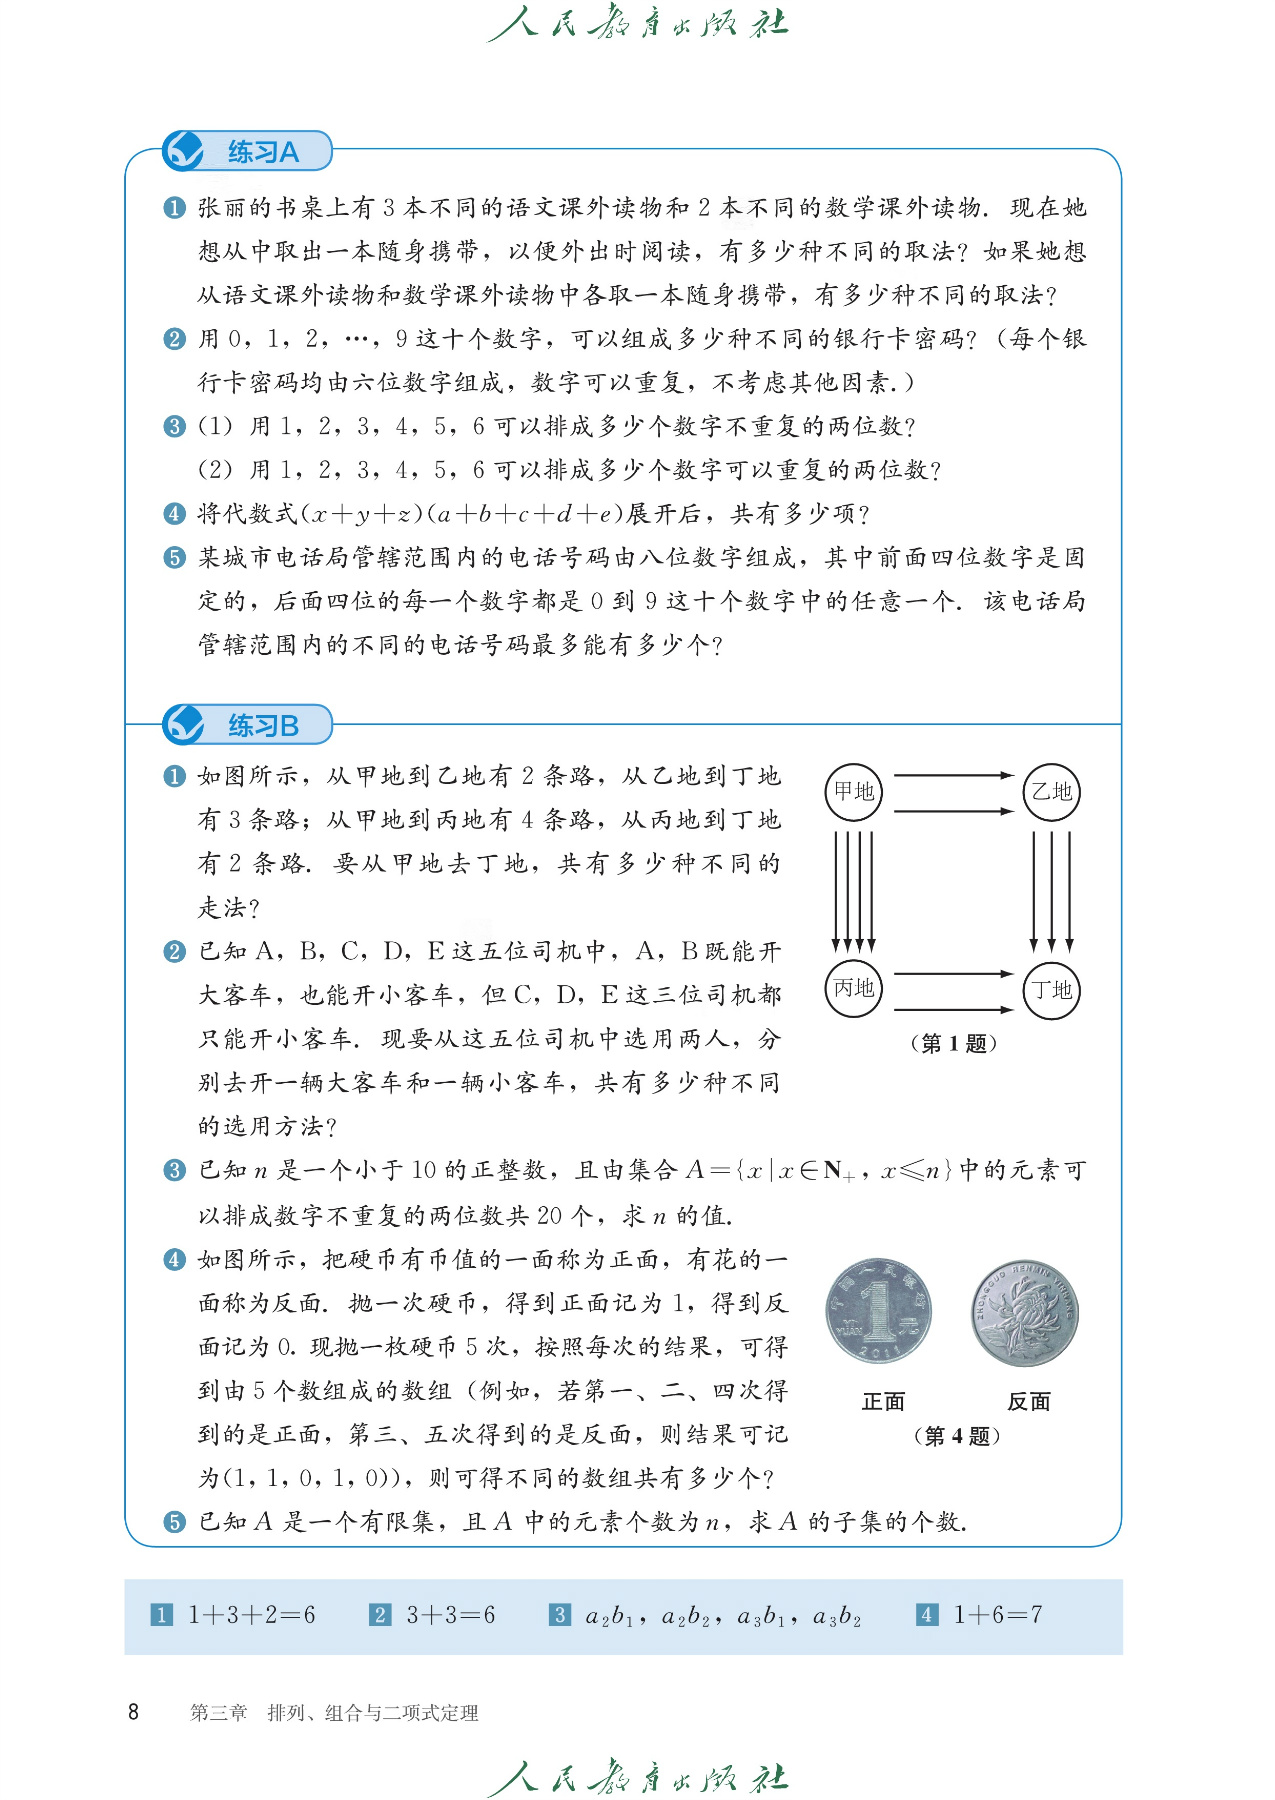 人民教育出版社
练习A
❶ 张丽的书桌上有 3 本不同的语文课外读物和 2 本不同的数学课外读物. 现在她
想从中取出一本随身携带，以便外出时阅读，有多少种不同的取法？如果她想
从语文课外读物和数学课外读物中各取一本随身携带，有多少种不同的取法？
❷ 用 0，1，2，…，9 这十个数字，可以组成多少种不同的银行卡密码？（每个银
行卡密码均由六位数字组成，数字可以重复，不考虑其他因素.）
❸（1）用 1，2，3，4，5，6 可以排成多少个数字不重复的两位数？
（2）用 1，2，3，4，5，6 可以排成多少个数字可以重复的两位数？
❹ 将代数式(x+y+z)(a+b+c+d+e)展开后，共有多少项？
❺ 某城市电话局管辖范围内的电话号码由八位数字组成，其中前面四位数字是固
定的，后面四位的每一个数字都是 0 到 9 这十个数字中的任意一个. 该电话局
管辖范围内的不同的电话号码最多能有多少个？
练习B
❶ 如图所示，从甲地到乙地有 2 条路，从乙地到丁地
有 3 条路；从甲地到丙地有 4 条路，从丙地到丁地
有 2 条路. 要从甲地去丁地，共有多少种不同的
走法？
甲地
乙地
丙地
丁地
（第 1 题）
❷ 已知 A，B，C，D，E 这五位司机中，A，B 既能开
大客车，也能开小客车，但 C，D，E 这三位司机都
只能开小客车. 现要从这五位司机中选用两人，分
别去开一辆大客车和一辆小客车，共有多少种不同
的选用方法？
❸ 已知 n 是一个小于 10 的正整数，且由集合 A={x|x∈N₊，x≤n}中的元素可
以排成数字不重复的两位数共 20 个，求 n 的值.
❹ 如图所示，把硬币有币值的一面称为正面，有花的一
面称为反面. 抛一次硬币，得到正面记为 1，得到反
面记为 0. 现抛一枚硬币 5 次，按照每次的结果，可得
到由 5 个数组成的数组（例如，若第一、二、四次得
到的是正面，第三、五次得到的是反面，则结果可记
为(1，1，0，1，0)），则可得不同的数组共有多少个？
中国人民银行
1元
YI YUAN
2011
ZHONGGUO RENMIN YINHANG
正面
反面
（第 4 题）
❺ 已知 A 是一个有限集，且 A 中的元素个数为 n，求 A 的子集的个数.
1 1+3+2=6 2 3+3=6 3 a₂b₁，a₂b₂，a₃b₁，a₃b₂ 4 1+6=7
8 第三章 排列、组合与二项式定理
人民教育出版社